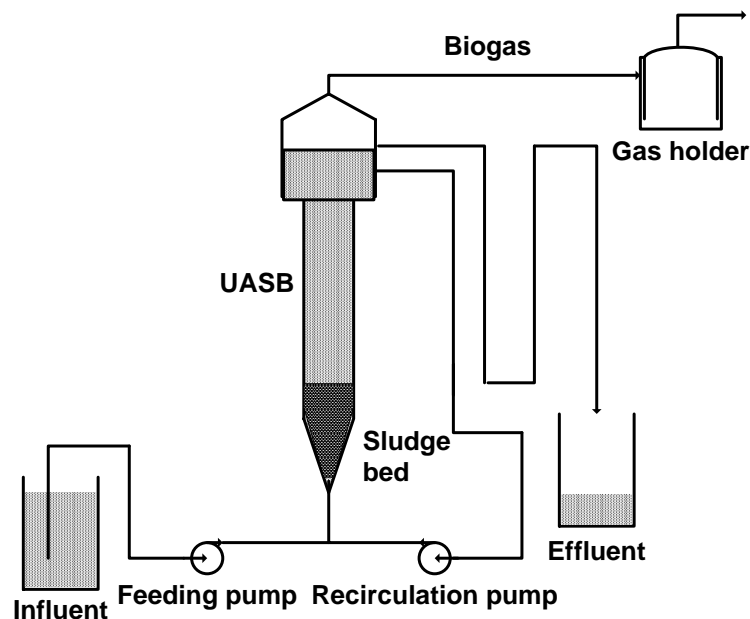 Biogas
Gas holder
UASB
Sludge
bed
Effluent
Feeding pump
Recirculation pump
Influent